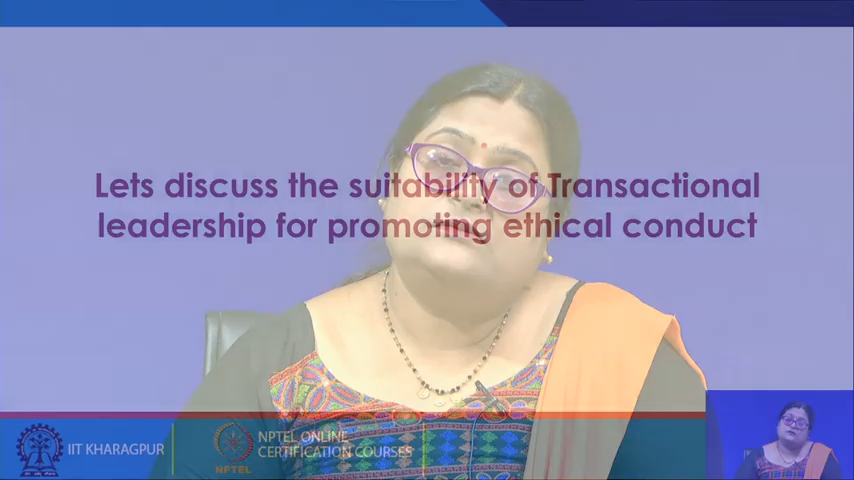 Lets discuss the suitability of Transactional
leadership for promoting ethical conduct
IIT KHARAGPUR
NPTEL
NPTEL ONLINE
CERTIFICATION COURSES